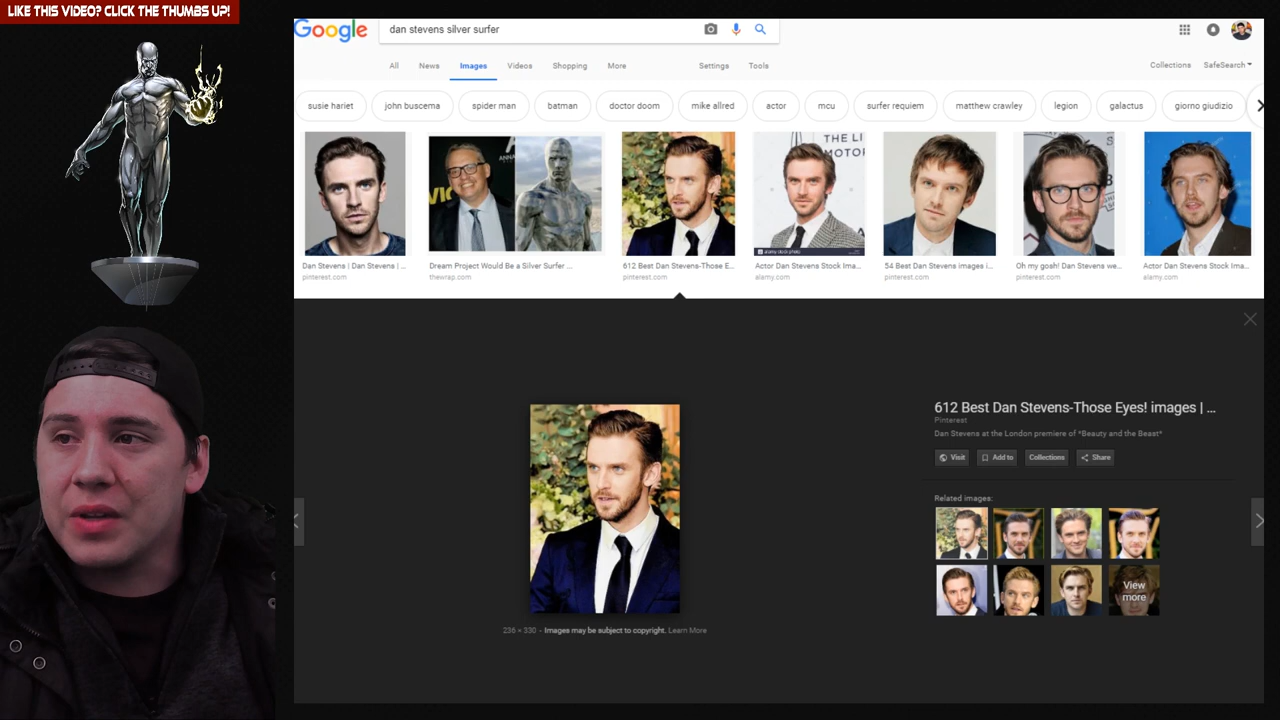 LIKE THIS VIDEO? CLICK THE THUMBS UP!
Google
dan stevens silver surfer
All News Images Videos Shopping More Settings Tools
Collections SafeSearch
susie hariet john buscema spider man batman doctor doom mike allred actor mcu surfer requiem matthew crawley legion galactus giorno giudizio
THE LI
MOTOR
Dan Stevens | Dan Stevens | ...
pinterest.com
Dream Project Would Be a Silver Surfer ...
thewrap.com
612 Best Dan Stevens-Those E...
pinterest.com
Actor Dan Stevens Stock Ima...
alamy.com
54 Best Dan Stevens images i...
pinterest.com
Oh my gosh! Dan Stevens we...
pinterest.com
Actor Dan Stevens Stock Ima...
alamy.com
612 Best Dan Stevens-Those Eyes! images | ...
Pinterest
Dan Stevens at the London premiere of *Beauty and the Beast*
Visit Add to Collections Share
Related images:
View
more
236 × 330 - Images may be subject to copyright. Learn More